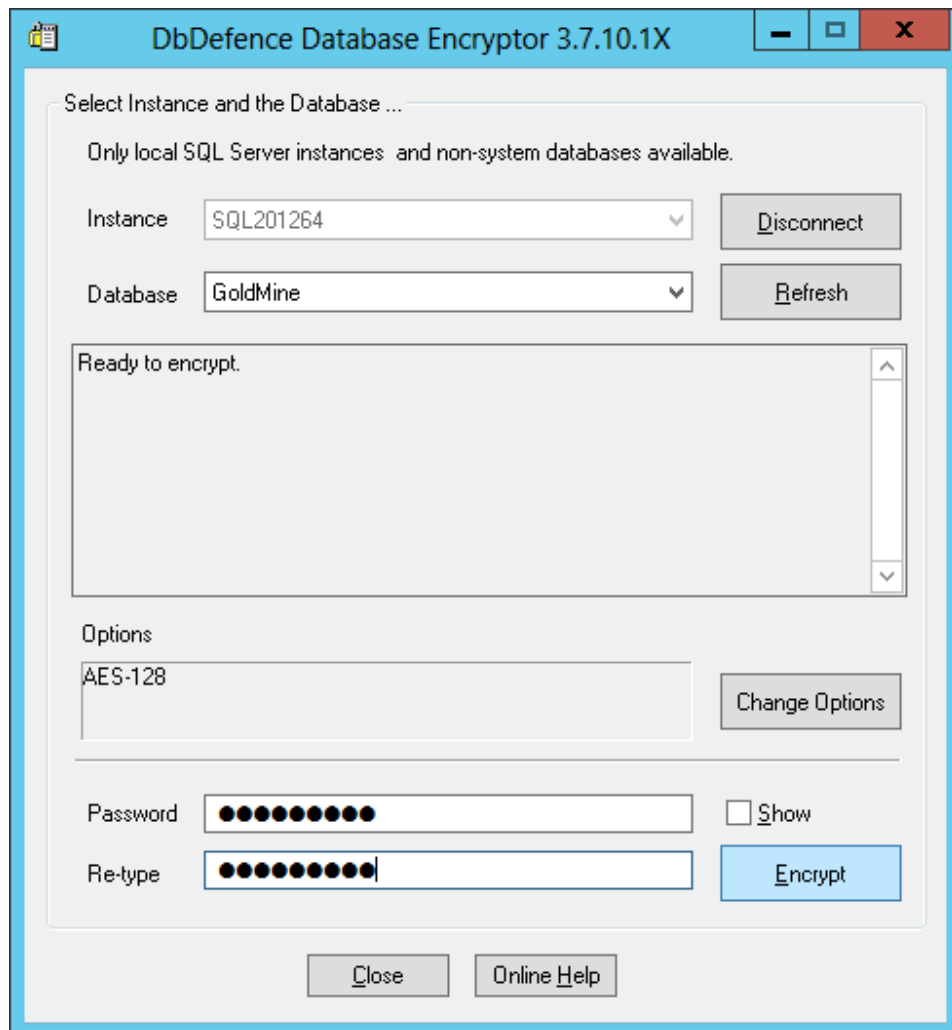 DbDefence Database Encryptor 3.7.10.1X
Select Instance and the Database ...
Only local SQL Server instances and non-system databases available.
Instance SQL201264 Disconnect
Database GoldMine Refresh
Ready to encrypt.
Options
AES-128
Change Options
Password ●●●●●●●●● Show
Re-type ●●●●●●●●● Encrypt
Close Online Help